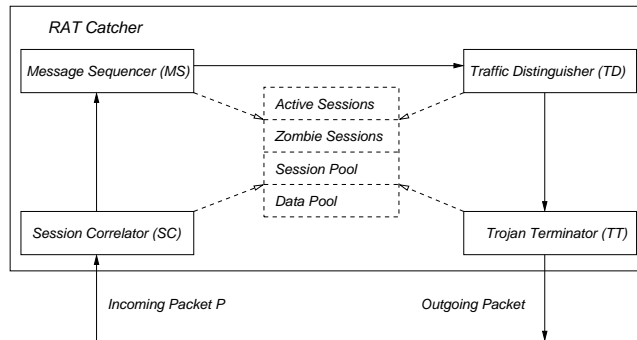 RAT Catcher
Message Sequencer (MS)
Traffic Distinguisher (TD)
Active Sessions
Zombie Sessions
Session Pool
Data Pool
Session Correlator (SC)
Trojan Terminator (TT)
Incoming Packet P
Outgoing Packet